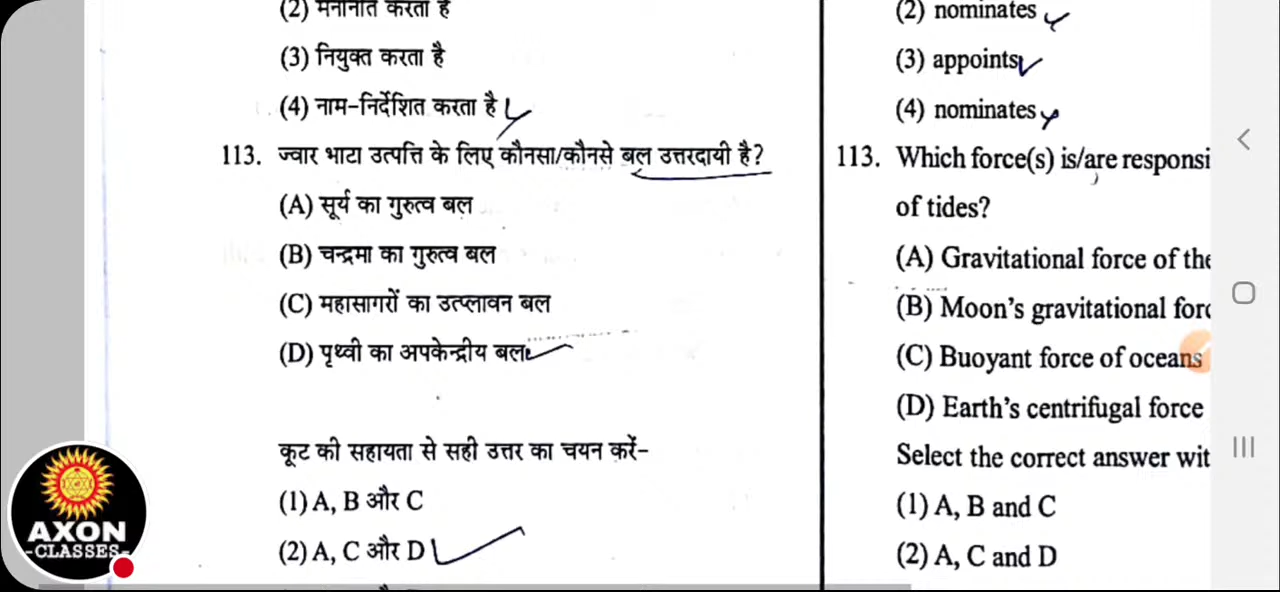 (2) मनोनीत करता है
(3) नियुक्त करता है
(4) नाम-निर्देशित करता है
113. ज्वार भाटा उत्पत्ति के लिए कौनसा/कौनसे बल उत्तरदायी है?
(A) सूर्य का गुरुत्व बल
(B) चन्द्रमा का गुरुत्व बल
(C) महासागरों का उत्प्लावन बल
(D) पृथ्वी का अपकेन्द्रीय बल
कूट की सहायता से सही उत्तर का चयन करें-
(1) A, B और C
(2) A, C और D
(2) nominates
(3) appoints
(4) nominates
113. Which force(s) is/are responsi
of tides?
(A) Gravitational force of the
(B) Moon's gravitational forc
(C) Buoyant force of oceans
(D) Earth's centrifugal force
Select the correct answer wit
(1) A, B and C
(2) A, C and D
AXON
-CLASSES-